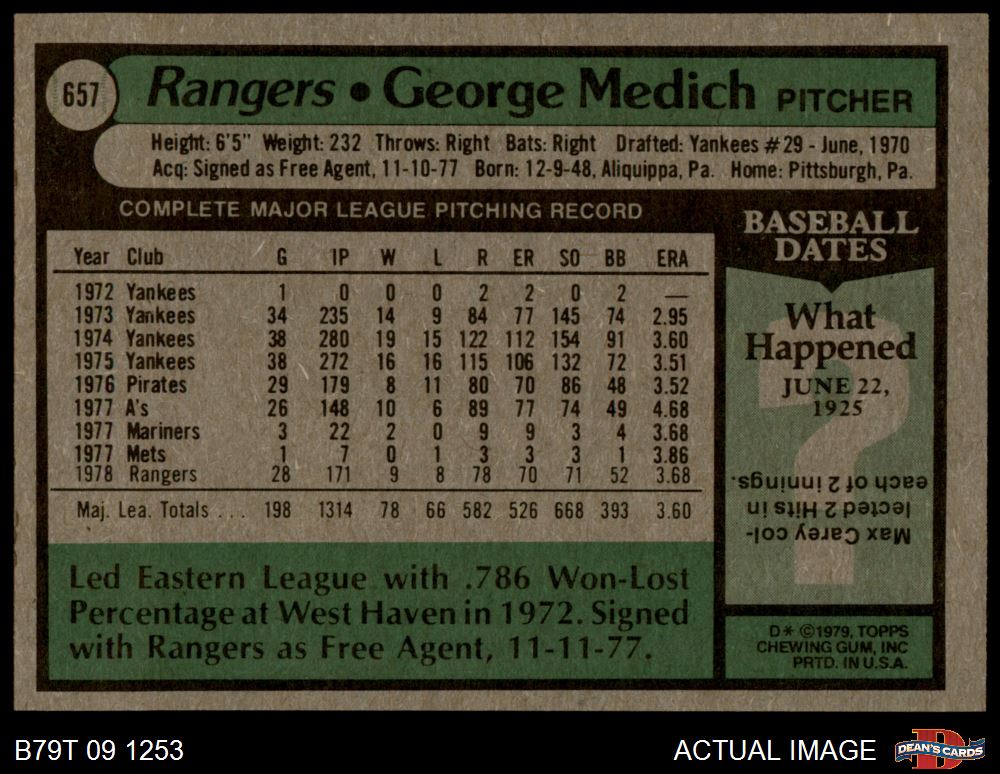 657
Rangers • George Medich PITCHER
Height: 6'5" Weight: 232 Throws: Right Bats: Right Drafted: Yankees #29 - June, 1970
Acq: Signed as Free Agent, 11-10-77 Born: 12-9-48, Aliquippa, Pa. Home: Pittsburgh, Pa.
COMPLETE MAJOR LEAGUE PITCHING RECORD
Year Club G IP W L R ER SO BB ERA
1972 Yankees 1 0 0 0 2 2 0 2 —
1973 Yankees 34 235 14 9 84 77 145 74 2.95
1974 Yankees 38 280 19 15 122 112 154 91 3.60
1975 Yankees 38 272 16 16 115 106 132 72 3.51
1976 Pirates 29 179 8 11 80 70 86 48 3.52
1977 A's 26 148 10 6 89 77 74 49 4.68
1977 Mariners 3 22 2 0 9 9 3 4 3.68
1977 Mets 1 7 0 1 3 3 3 1 3.86
1978 Rangers 28 171 9 8 78 70 71 52 3.68
Maj. Lea. Totals . . . 198 1314 78 66 582 526 668 393 3.60
Led Eastern League with .786 Won-Lost
Percentage at West Haven in 1972. Signed
with Rangers as Free Agent, 11-11-77.
BASEBALL
DATES
What
Happened
JUNE 22,
1925
?
Max Carey col-
lected 2 Hits in
each of 2 innings.
D* ©1979, TOPPS
CHEWING GUM, INC
PRTD. IN U.S.A.
B79T 09 1253
ACTUAL IMAGE
D
DEAN'S CARDS